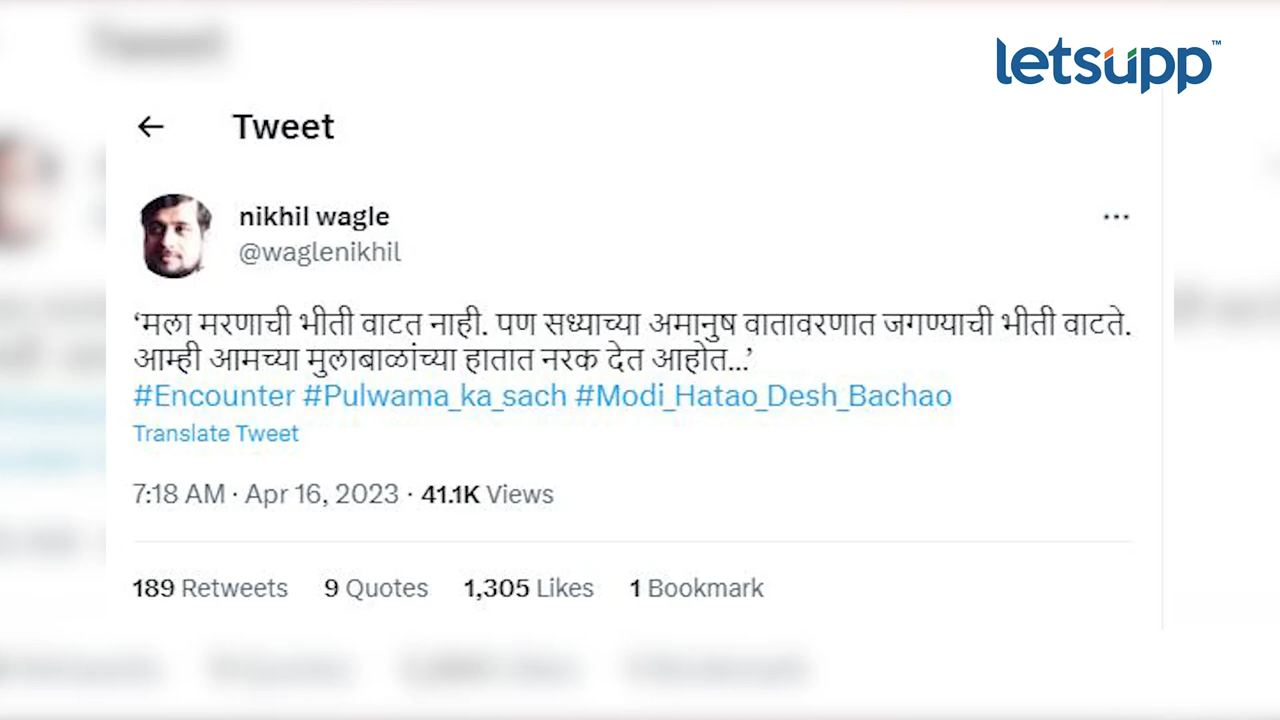 letsupp™
← Tweet
nikhil wagle
@waglenikhil
‘मला मरणाची भीती वाटत नाही. पण सध्याच्या अमानुष वातावरणात जगण्याची भीती वाटते.
आम्ही आमच्या मुलाबाळांच्या हातात नरक देत आहोत...’
#Encounter #Pulwama_ka_sach #Modi_Hatao_Desh_Bachao
Translate Tweet
7:18 AM · Apr 16, 2023 · 41.1K Views
189 Retweets 9 Quotes 1,305 Likes 1 Bookmark